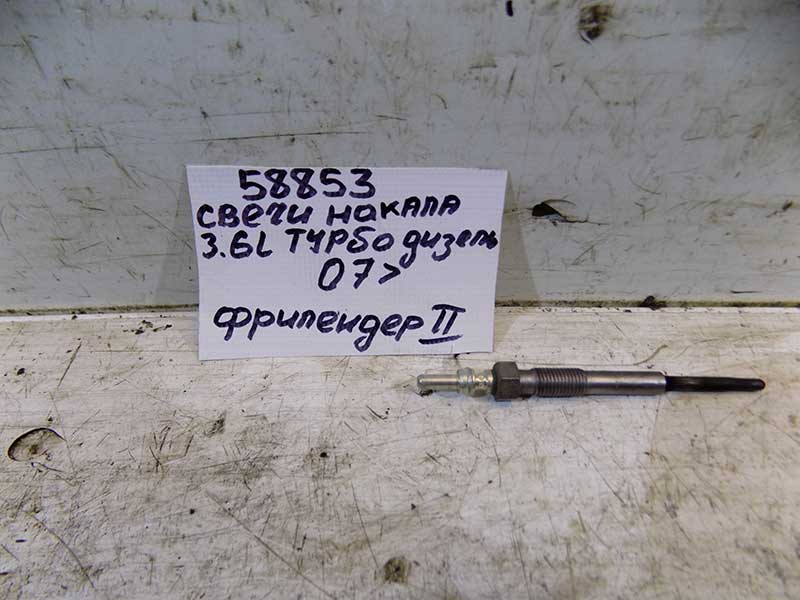 58853
свечи накала
3.6L ТУРБО дизель
07>
фрилендер II